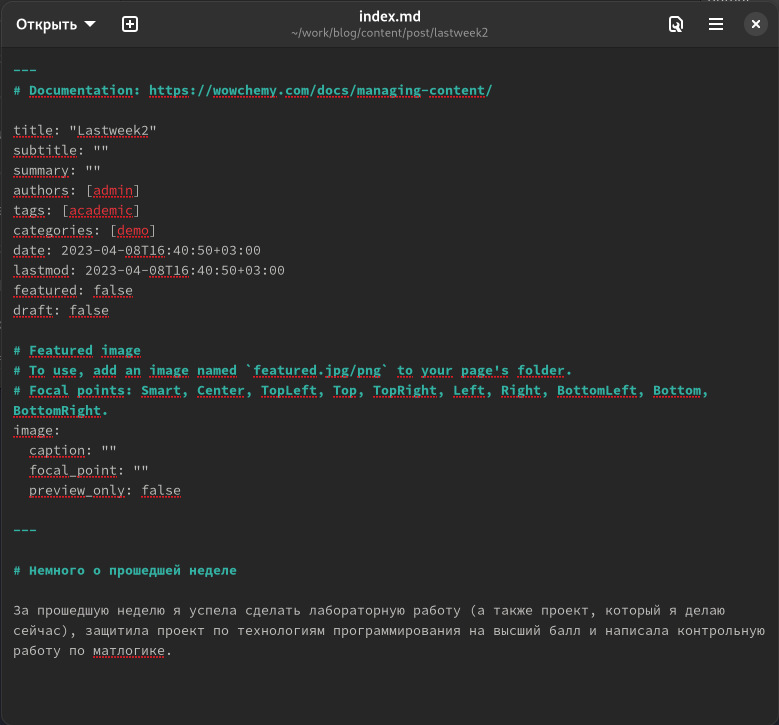 Открыть
index.md
~/work/blog/content/post/lastweek2
---
# Documentation: https://wowchemy.com/docs/managing-content/
title: "Lastweek2"
subtitle: ""
summary: ""
authors: [admin]
tags: [academic]
categories: [demo]
date: 2023-04-08T16:40:50+03:00
lastmod: 2023-04-08T16:40:50+03:00
featured: false
draft: false
# Featured image
# To use, add an image named `featured.jpg/png` to your page's folder.
# Focal points: Smart, Center, TopLeft, Top, TopRight, Left, Right, BottomLeft, Bottom,
BottomRight.
image:
  caption: ""
  focal_point: ""
  preview_only: false
---
# Немного о прошедшей неделе
За прошедшую неделю я успела сделать лабораторную работу (а также проект, который я делаю
сейчас), защитила проект по технологиям программирования на высший балл и написала контрольную
работу по матлогике.